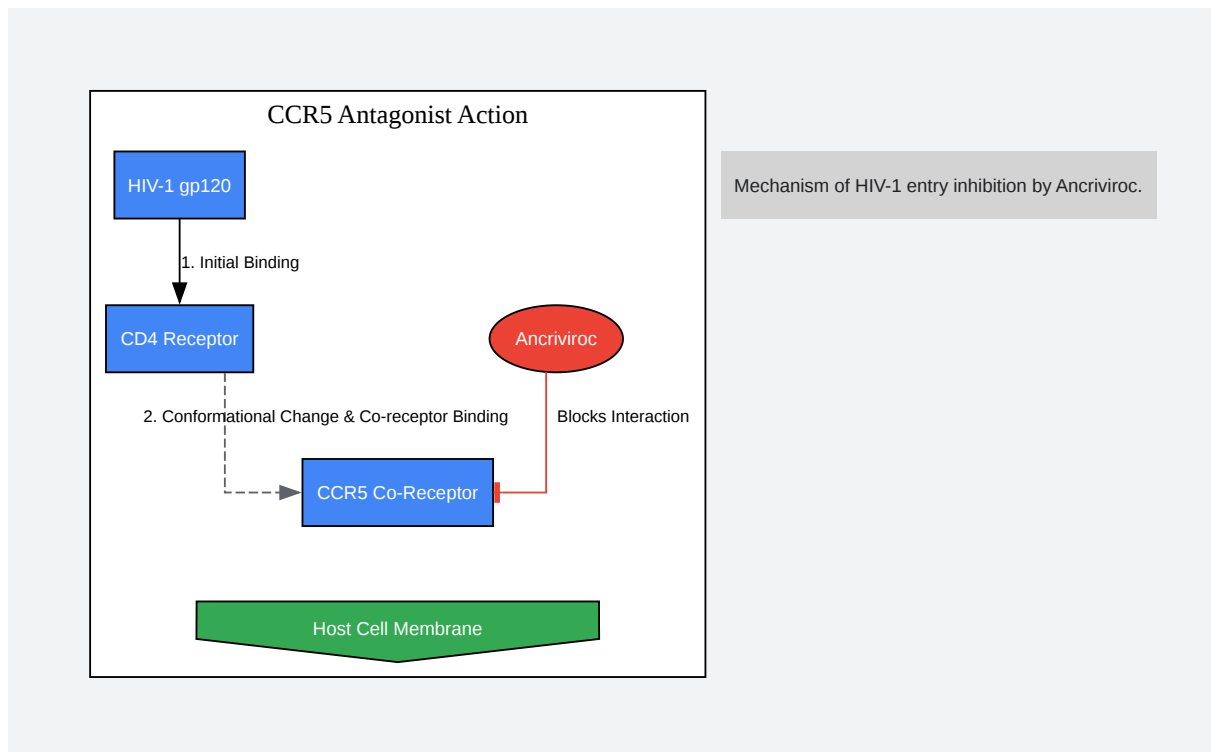 CCR5 Antagonist Action
HIV-1 gp120
Mechanism of HIV-1 entry inhibition by Ancriviroc.
1. Initial Binding
CD4 Receptor
Ancriviroc
2. Conformational Change & Co-receptor Binding
Blocks Interaction
CCR5 Co-Receptor
Host Cell Membrane